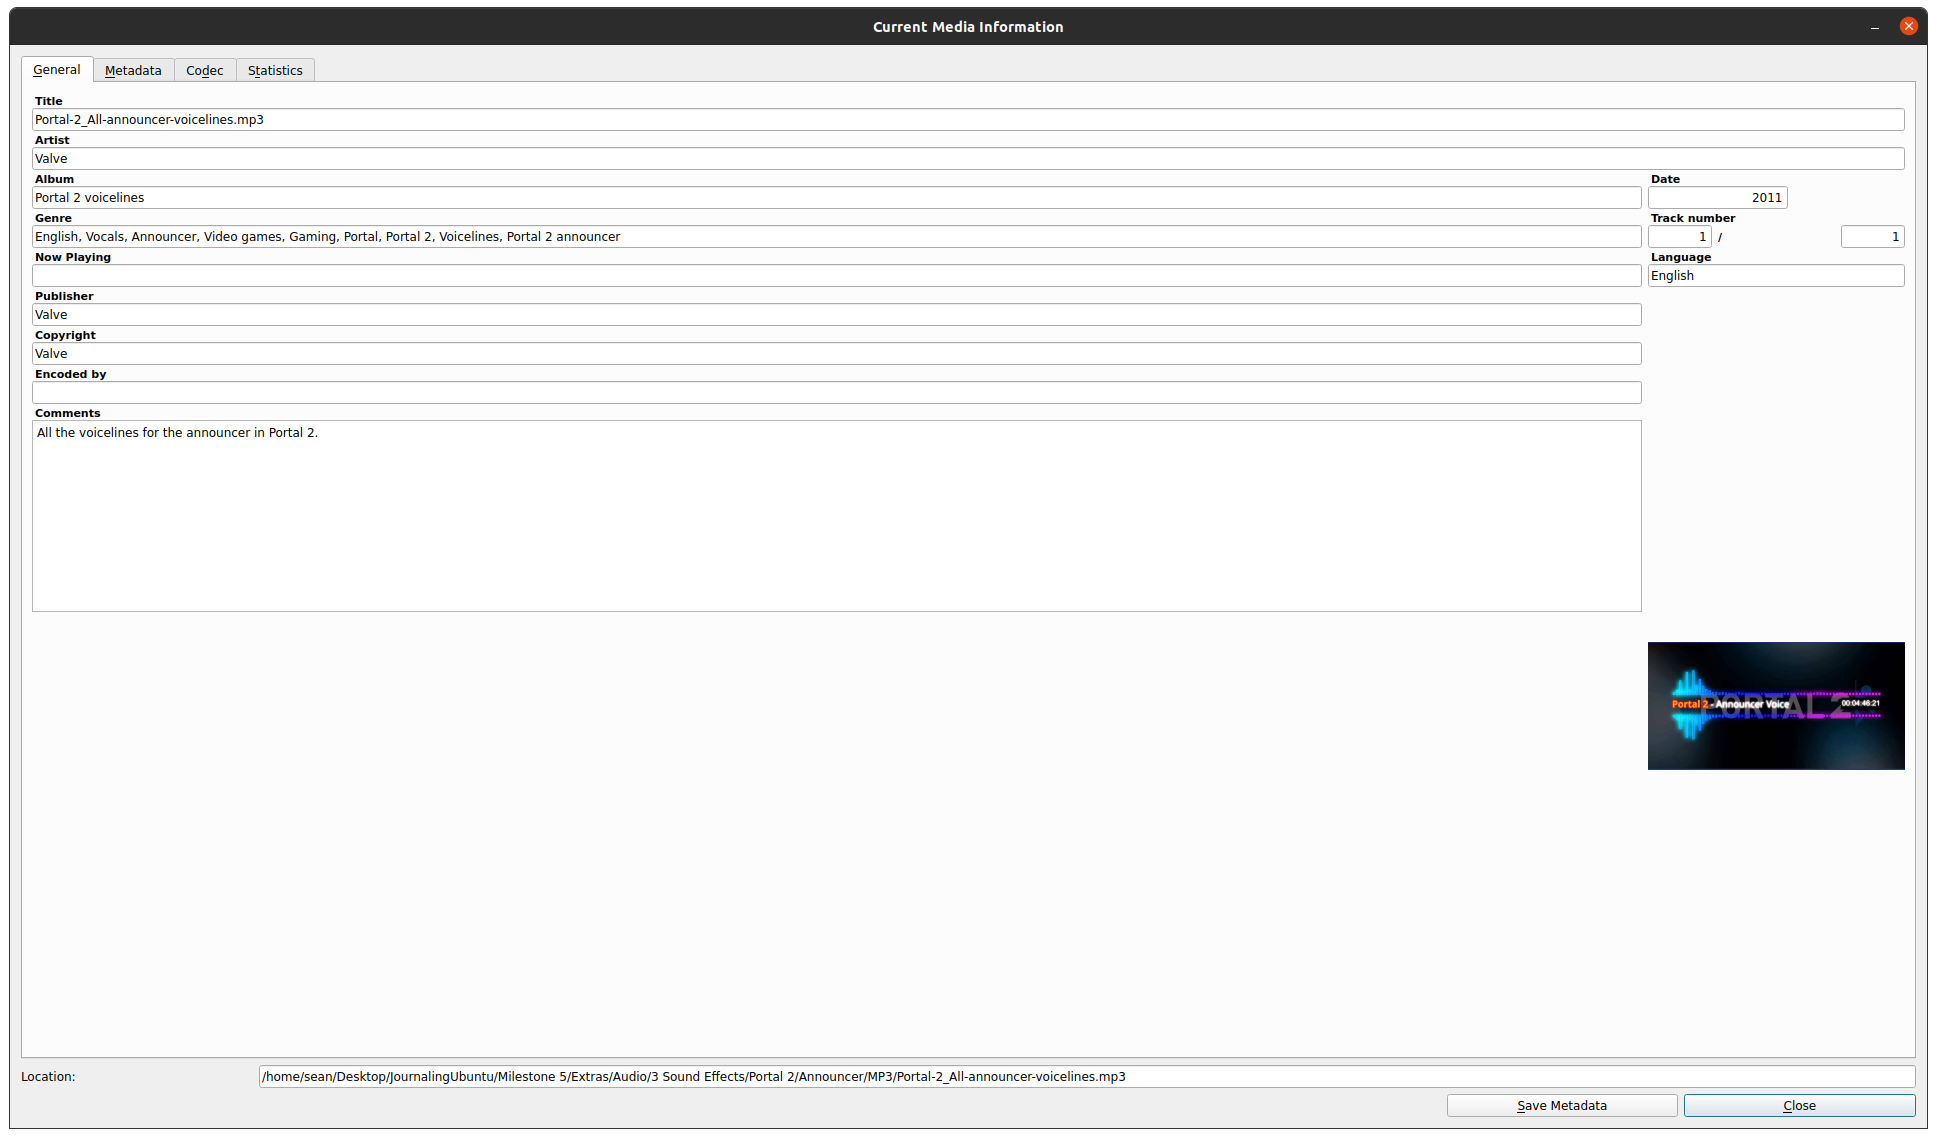 Current Media Information
General Metadata Codec Statistics
Title
Portal-2_All-announcer-voicelines.mp3
Artist
Valve
Album
Portal 2 voicelines
Date
2011
Genre
English, Vocals, Announcer, Video games, Gaming, Portal, Portal 2, Voicelines, Portal 2 announcer
Track number
1 / 1
Now Playing
Language
English
Publisher
Valve
Copyright
Valve
Encoded by
Comments
All the voicelines for the announcer in Portal 2.
PORTAL 2
Portal 2 - Announcer Voice 00:04:46:21
Location: /home/sean/Desktop/JournalingUbuntu/Milestone 5/Extras/Audio/3 Sound Effects/Portal 2/Announcer/MP3/Portal-2_All-announcer-voicelines.mp3
Save Metadata Close